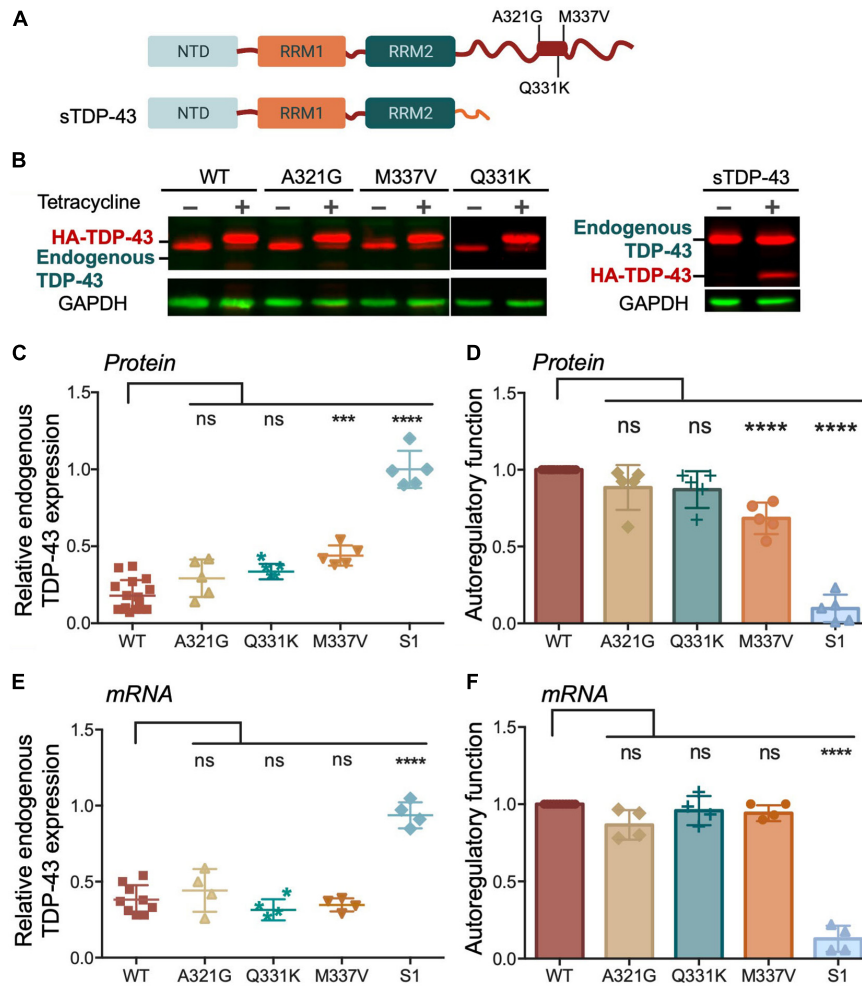 A
A321G M337V
NTD RRM1 RRM2
Q331K
sTDP-43 NTD RRM1 RRM2
B
WT A321G M337V Q331K sTDP-43
Tetracycline − + − + − + − + − +
HA-TDP-43
Endogenous
TDP-43
GAPDH
Endogenous
TDP-43
HA-TDP-43
GAPDH
C
Protein
Relative endogenous
TDP-43 expression
1.5
1.0
0.5
0.0
ns ns *** ****
WT A321G Q331K M337V S1
D
Protein
Autoregulatory function
1.5
1.0
0.5
0.0
ns ns **** ****
WT A321G Q331K M337V S1
E
mRNA
Relative endogenous
TDP-43 expression
1.5
1.0
0.5
0.0
ns ns ns ****
WT A321G Q331K M337V S1
F
mRNA
Autoregulatory function
1.5
1.0
0.5
0.0
ns ns ns ****
WT A321G Q331K M337V S1